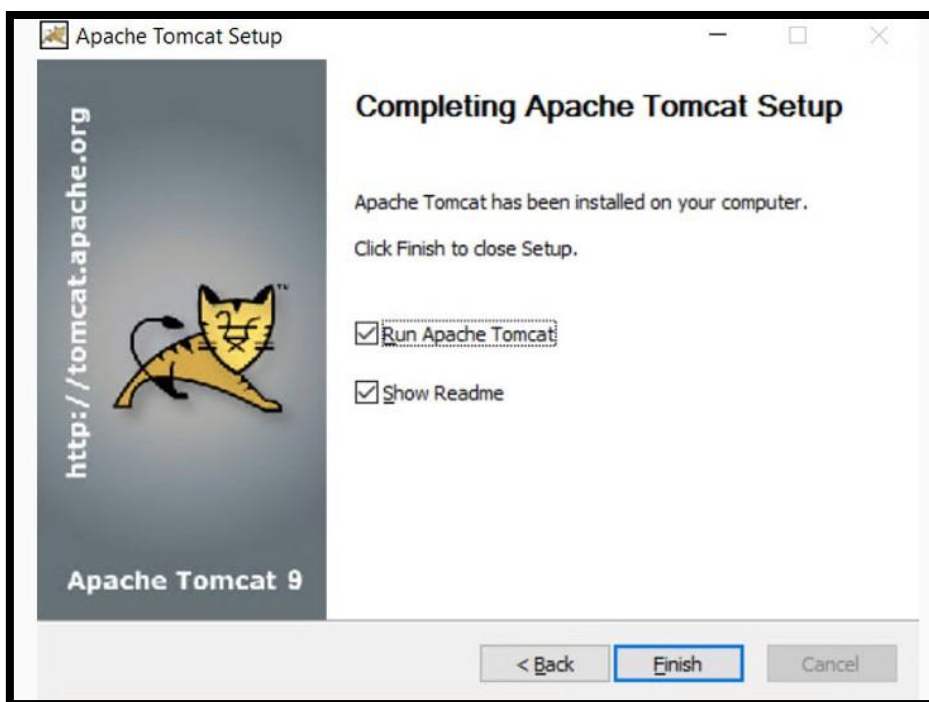 Apache Tomcat Setup
http://tomcat.apache.org
Apache Tomcat 9
Completing Apache Tomcat Setup
Apache Tomcat has been installed on your computer.
Click Finish to close Setup.
Run Apache Tomcat
Show Readme
< Back
Finish
Cancel
TM